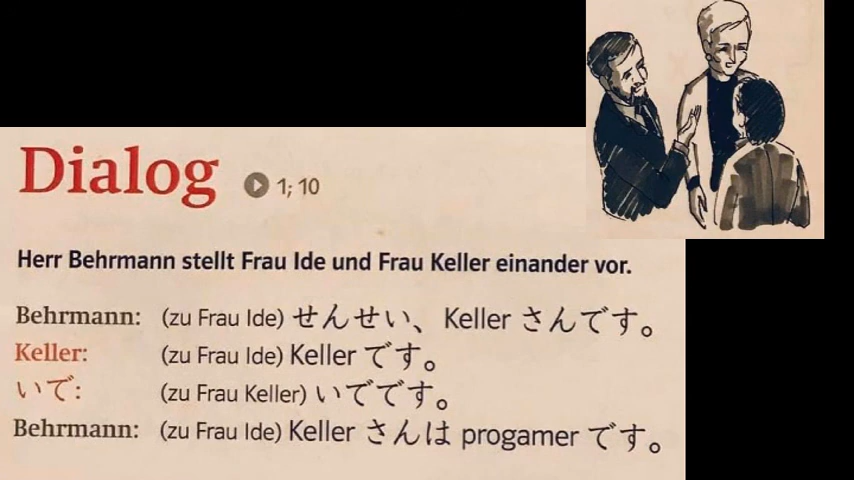 Dialog 1; 10
Herr Behrmann stellt Frau Ide und Frau Keller einander vor.
Behrmann: (zu Frau Ide) せんせい、 Keller さんです。
Keller: (zu Frau Ide) Keller です。
いで: (zu Frau Keller) いでです。
Behrmann: (zu Frau Ide) Keller さんは progamer です。